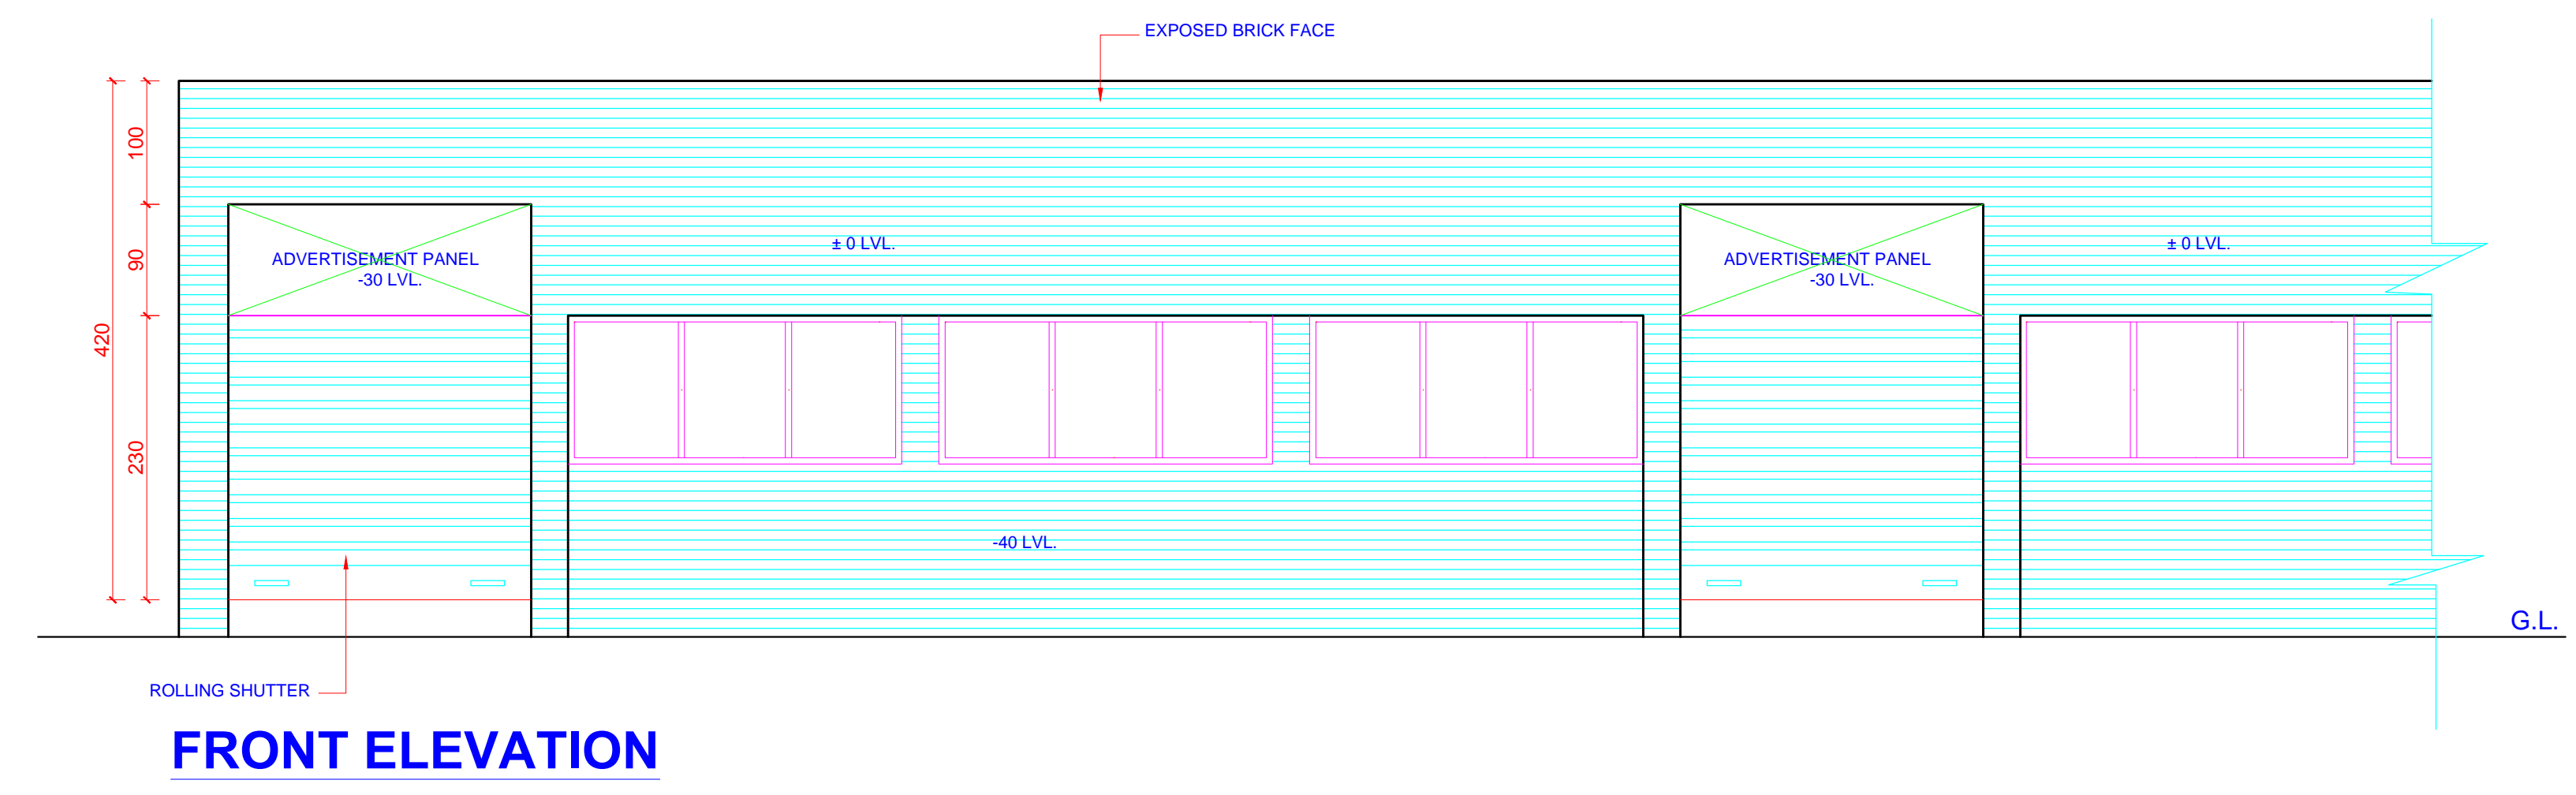 EXPOSED BRICK FACE
100
± 0 LVL.
± 0 LVL.
ADVERTISEMENT PANEL
-30 LVL.
ADVERTISEMENT PANEL
-30 LVL.
90
420
230
-40 LVL.
G.L.
ROLLING SHUTTER
FRONT ELEVATION